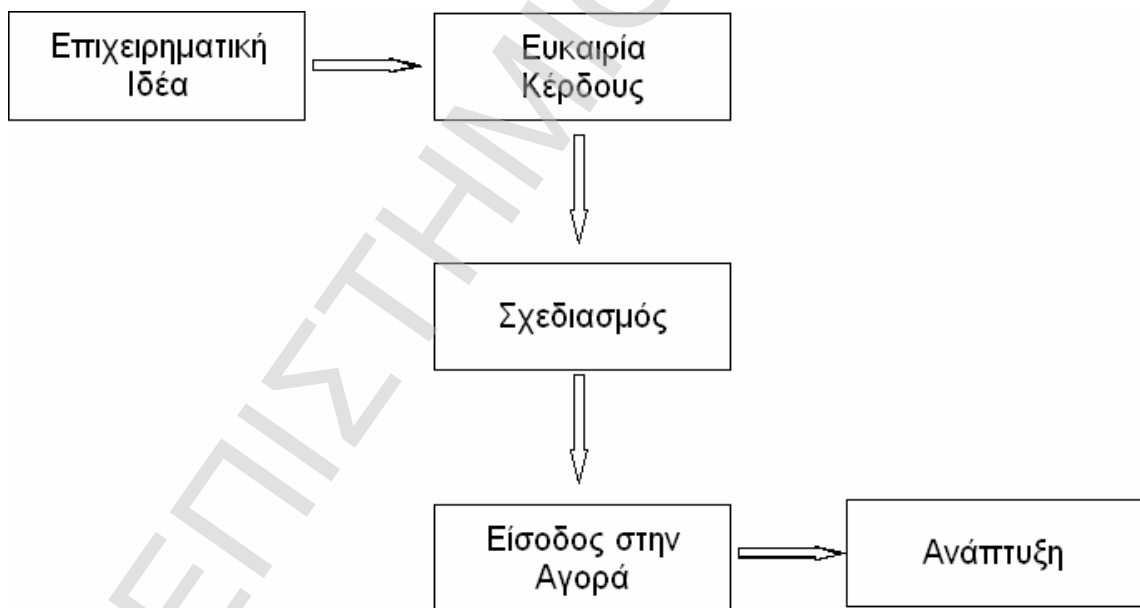 Επιχειρηματική
Ιδέα
Ευκαιρία
Κέρδους
Σχεδιασμός
Είσοδος στην
Αγορά
Ανάπτυξη